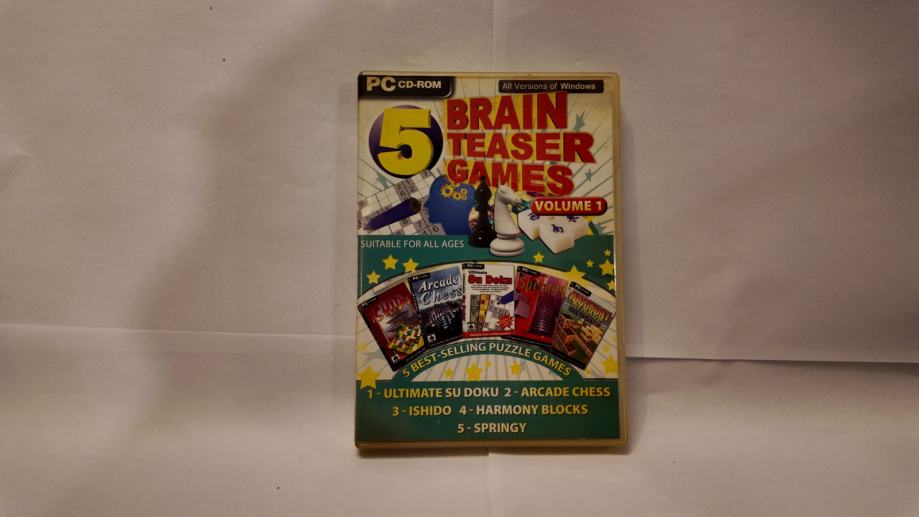 PC CD-ROM
All Versions of Windows
5 BRAIN
TEASER
GAMES
VOLUME 1
SUITABLE FOR ALL AGES
Arcade
Chess
Ultimate
Su Doku
Springy
5 BEST-SELLING PUZZLE GAMES
1 - ULTIMATE SU DOKU 2 - ARCADE CHESS
3 - ISHIDO 4 - HARMONY BLOCKS
5 - SPRINGY